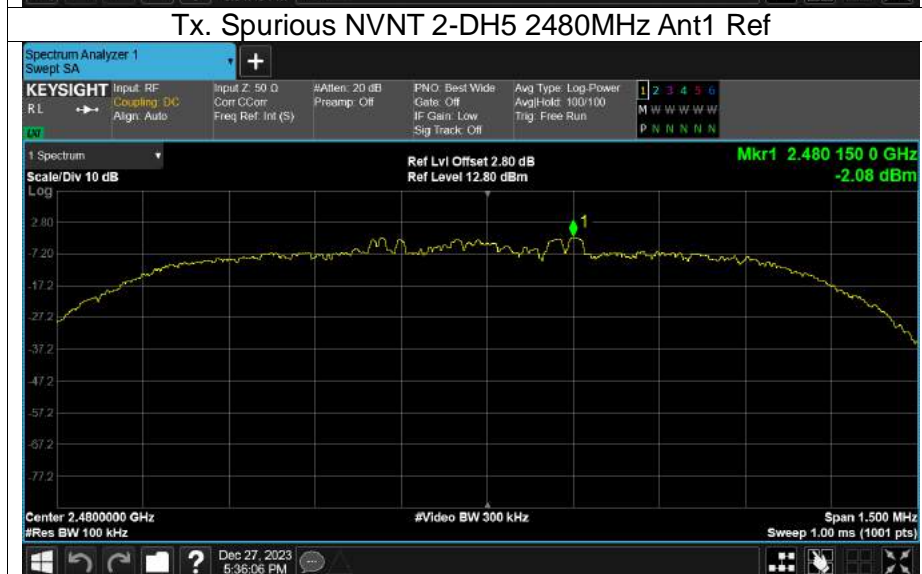 Tx. Spurious NVNT 2-DH5 2480MHz Ant1 Ref
Spectrum Analyzer 1
Swept SA
+
KEYSIGHT Input: RF
RL Coupling: DC
Align: Auto
LXI
Input Z: 50 Ω
Corr CCorr
Freq Ref: Int (S)
#Atten: 20 dB
Preamp: Off
PNO: Best Wide
Gate: Off
IF Gain: Low
Sig Track: Off
Avg Type: Log-Power
Avg|Hold: 100/100
Trig: Free Run
1 2 3 4 5 6
M W W W W W
P N N N N N
1 Spectrum
Scale/Div 10 dB
Ref Lvl Offset 2.80 dB
Ref Level 12.80 dBm
Mkr1 2.480 150 0 GHz
-2.08 dBm
Log
2.80
-7.20
-17.2
-27.2
-37.2
-47.2
-57.2
-67.2
-77.2
1
Center 2.4800000 GHz
#Res BW 100 kHz
#Video BW 300 kHz
Span 1.500 MHz
Sweep 1.00 ms (1001 pts)
?
Dec 27, 2023
5:36:06 PM